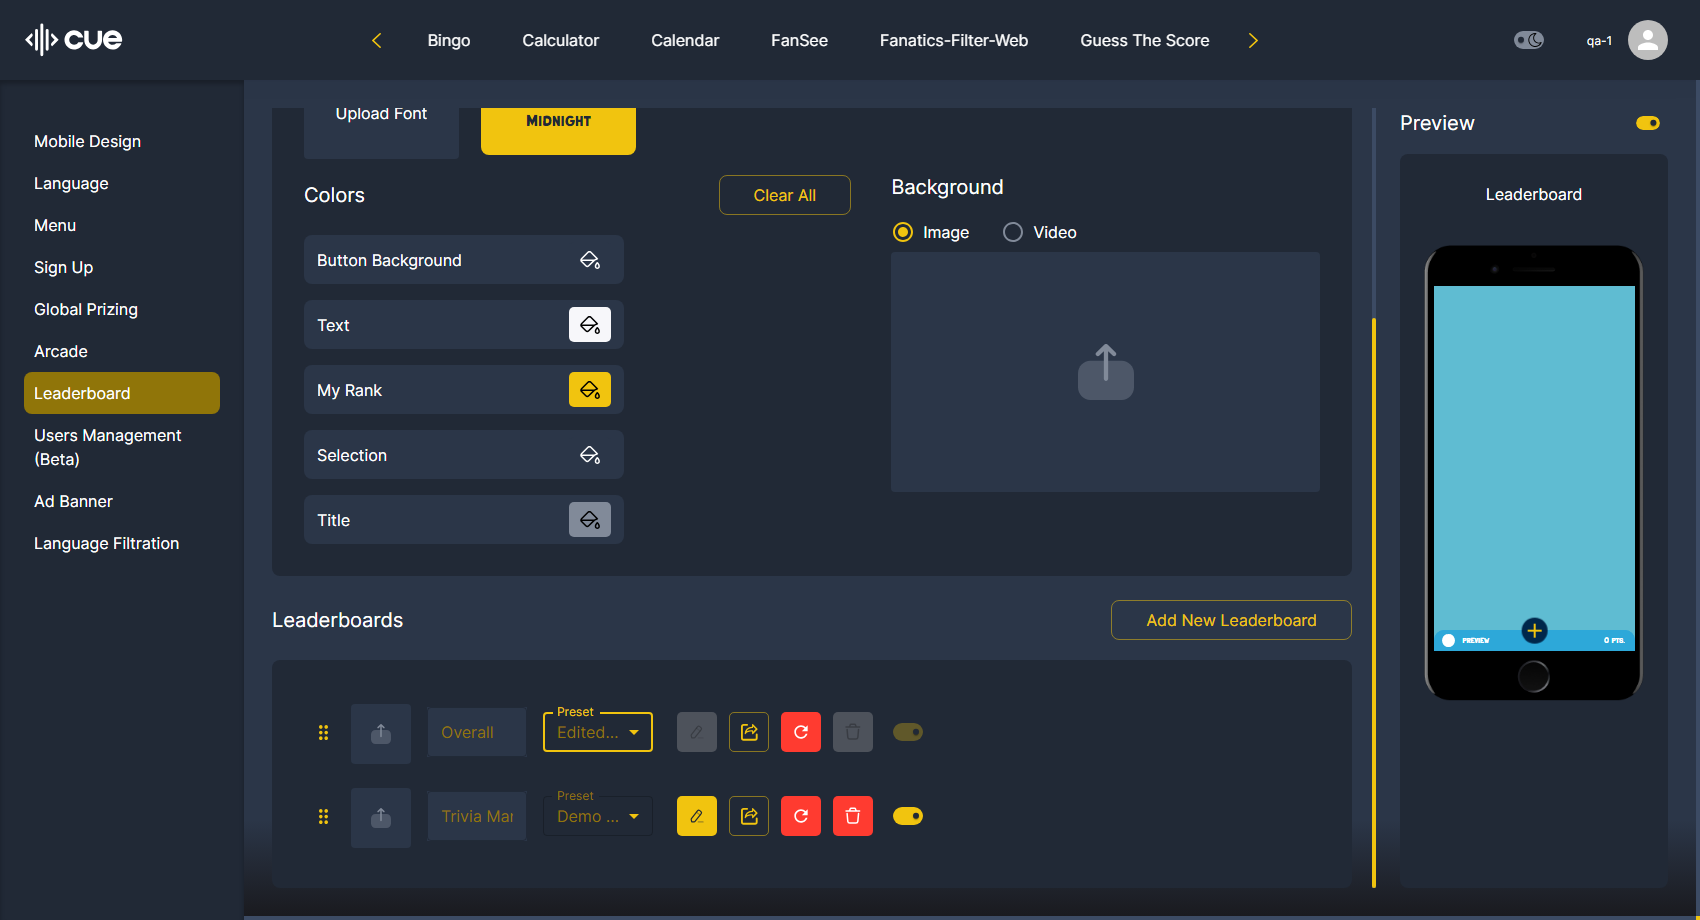 cue
Bingo
Calculator
Calendar
FanSee
Fanatics-Filter-Web
Guess The Score
qa-1
Mobile Design
Language
Menu
Sign Up
Global Prizing
Arcade
Leaderboard
Users Management
(Beta)
Ad Banner
Language Filtration
Upload Font
MIDNIGHT
Colors
Clear All
Button Background
Text
My Rank
Selection
Title
Background
Image
Video
Leaderboards
Add New Leaderboard
Overall
Preset
Edited...
Trivia Mar
Preset
Demo ...
Preview
Leaderboard
PREVIEW
0 PTS.